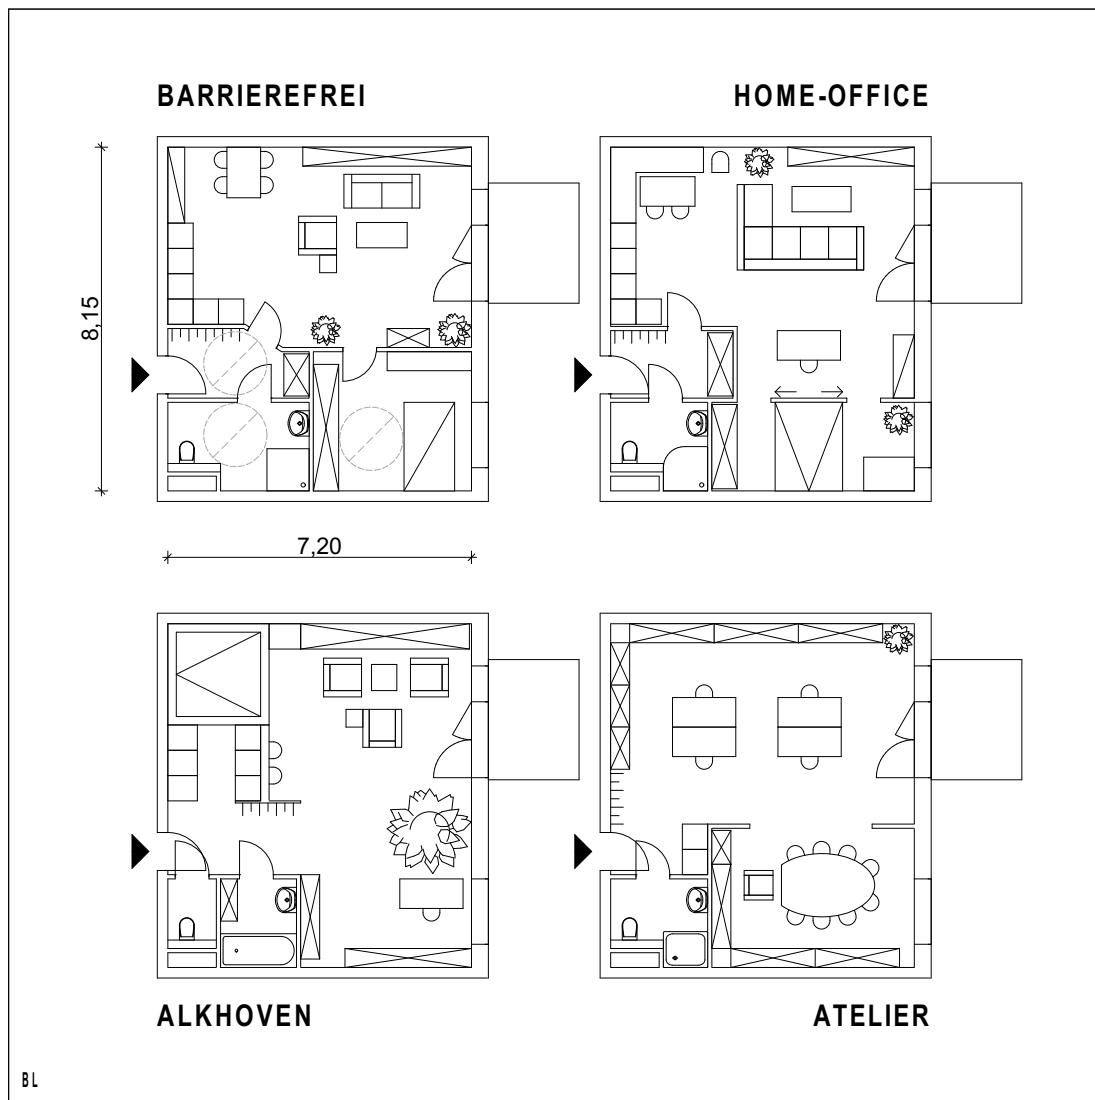 BARRIEREFREI
HOME-OFFICE
8,15
7,20
ALKHOVEN
ATELIER
BL